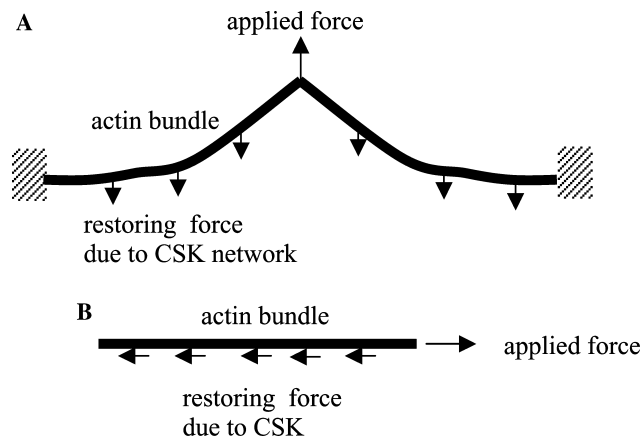 A
applied force
actin bundle
restoring force
due to CSK network
B
actin bundle
applied force
restoring force
due to CSK